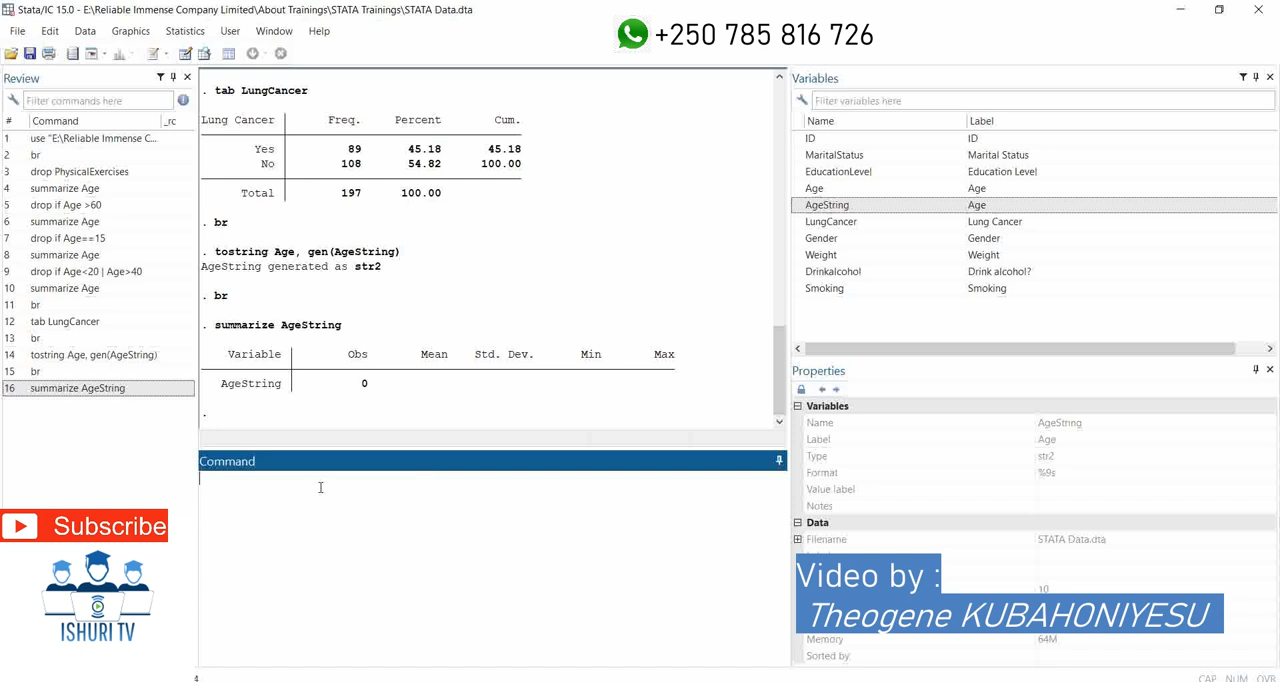 Stata/IC 15.0 - E:\Reliable Immense Company Limited\About Trainings\STATA Trainings\STATA Data.dta
File Edit Data Graphics Statistics User Window Help
+250 785 816 726
Review
Filter commands here
# Command _rc
1 use "E:\Reliable Immense C...
2 br
3 drop PhysicalExercises
4 summarize Age
5 drop if Age >60
6 summarize Age
7 drop if Age==15
8 summarize Age
9 drop if Age<20 | Age>40
10 summarize Age
11 br
12 tab LungCancer
13 br
14 tostring Age, gen(AgeString)
15 br
16 summarize AgeString
. tab LungCancer
Lung Cancer Freq. Percent Cum.
Yes 89 45.18 45.18
No 108 54.82 100.00
Total 197 100.00
. br
. tostring Age, gen(AgeString)
AgeString generated as str2
. br
. summarize AgeString
Variable Obs Mean Std. Dev. Min Max
AgeString 0
.
Command
Variables
Filter variables here
Name Label
ID ID
MaritalStatus Marital Status
EducationLevel Education Level
Age Age
AgeString Age
LungCancer Lung Cancer
Gender Gender
Weight Weight
Drinkalcohol Drink alcohol?
Smoking Smoking
Properties
Variables
Name AgeString
Label Age
Type str2
Format %9s
Value label
Notes
Data
Filename STATA Data.dta
10
Memory 64M
Sorted by
Subscribe
ISHURI TV
Video by :
Theogene KUBAHONIYESU
CAP NUM OVR